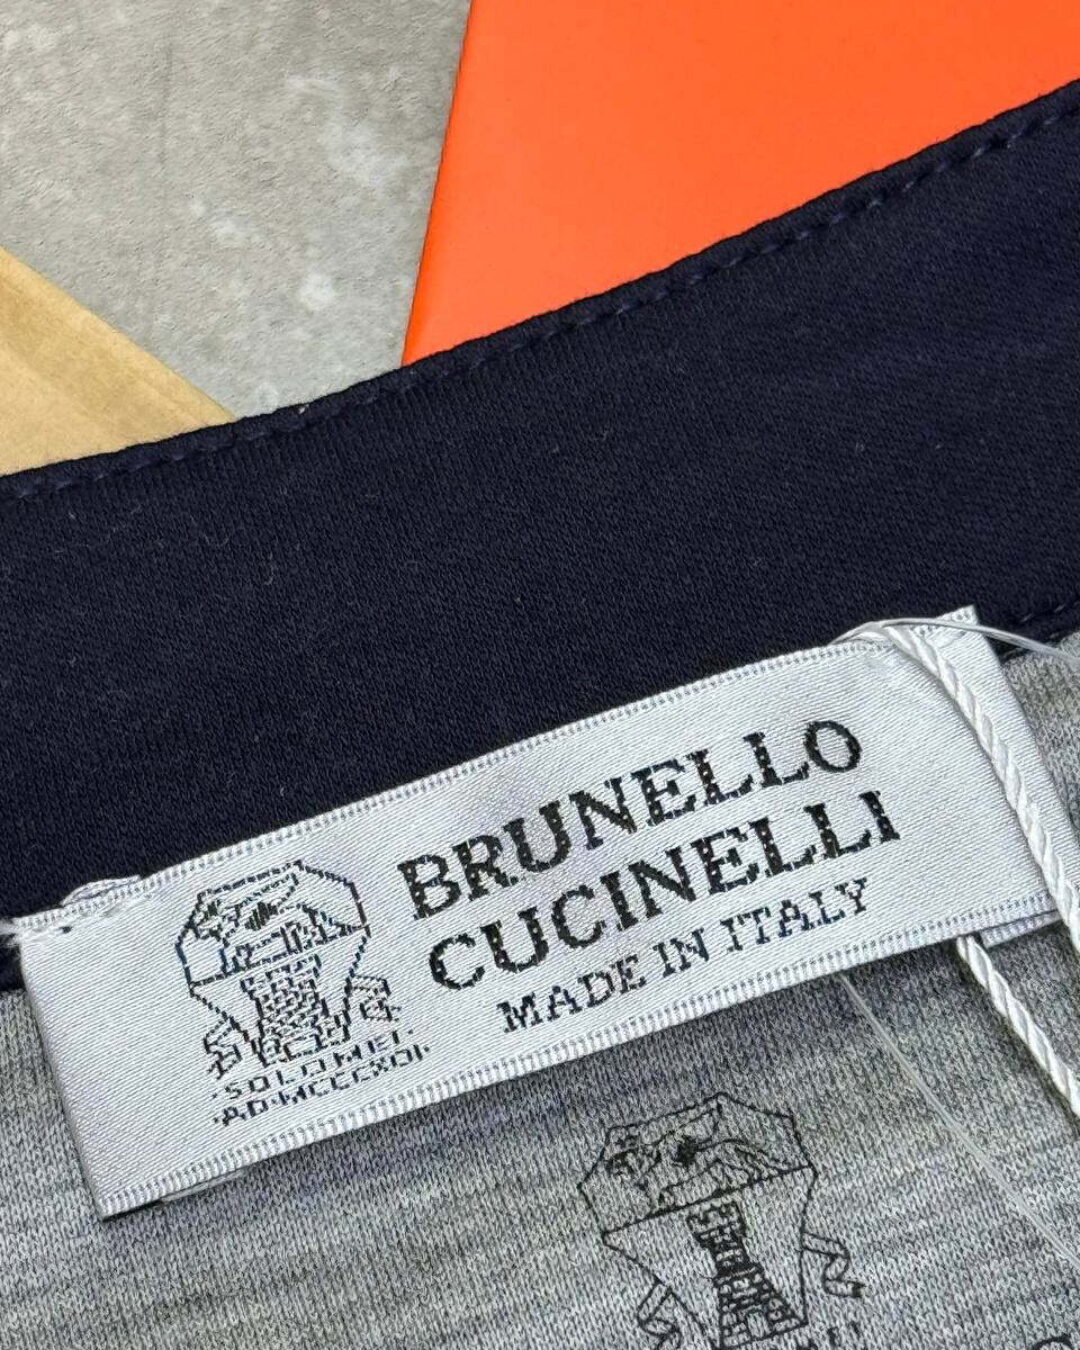 BRUNELLO
CUCINELLI
MADE IN ITALY
·SOLOMEI·
·AD·MCCCXCI·